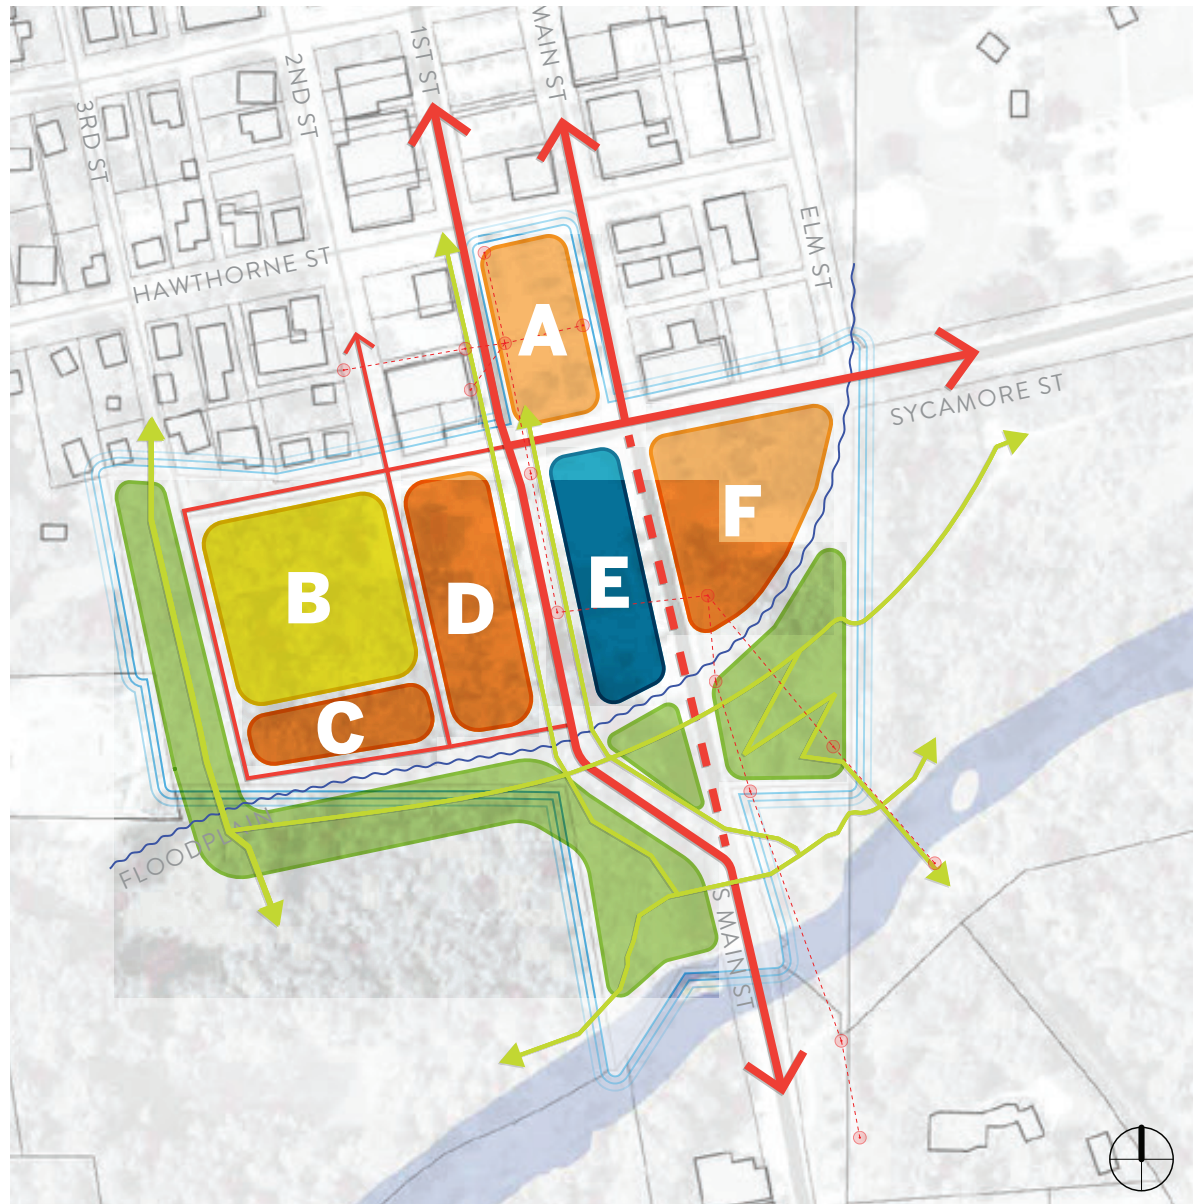 1ST ST
MAIN ST
2ND ST
3RD ST
ELM ST
HAWTHORNE ST
A
SYCAMORE ST
F
B
D
E
C
FLOODPLAIN
S MAIN ST